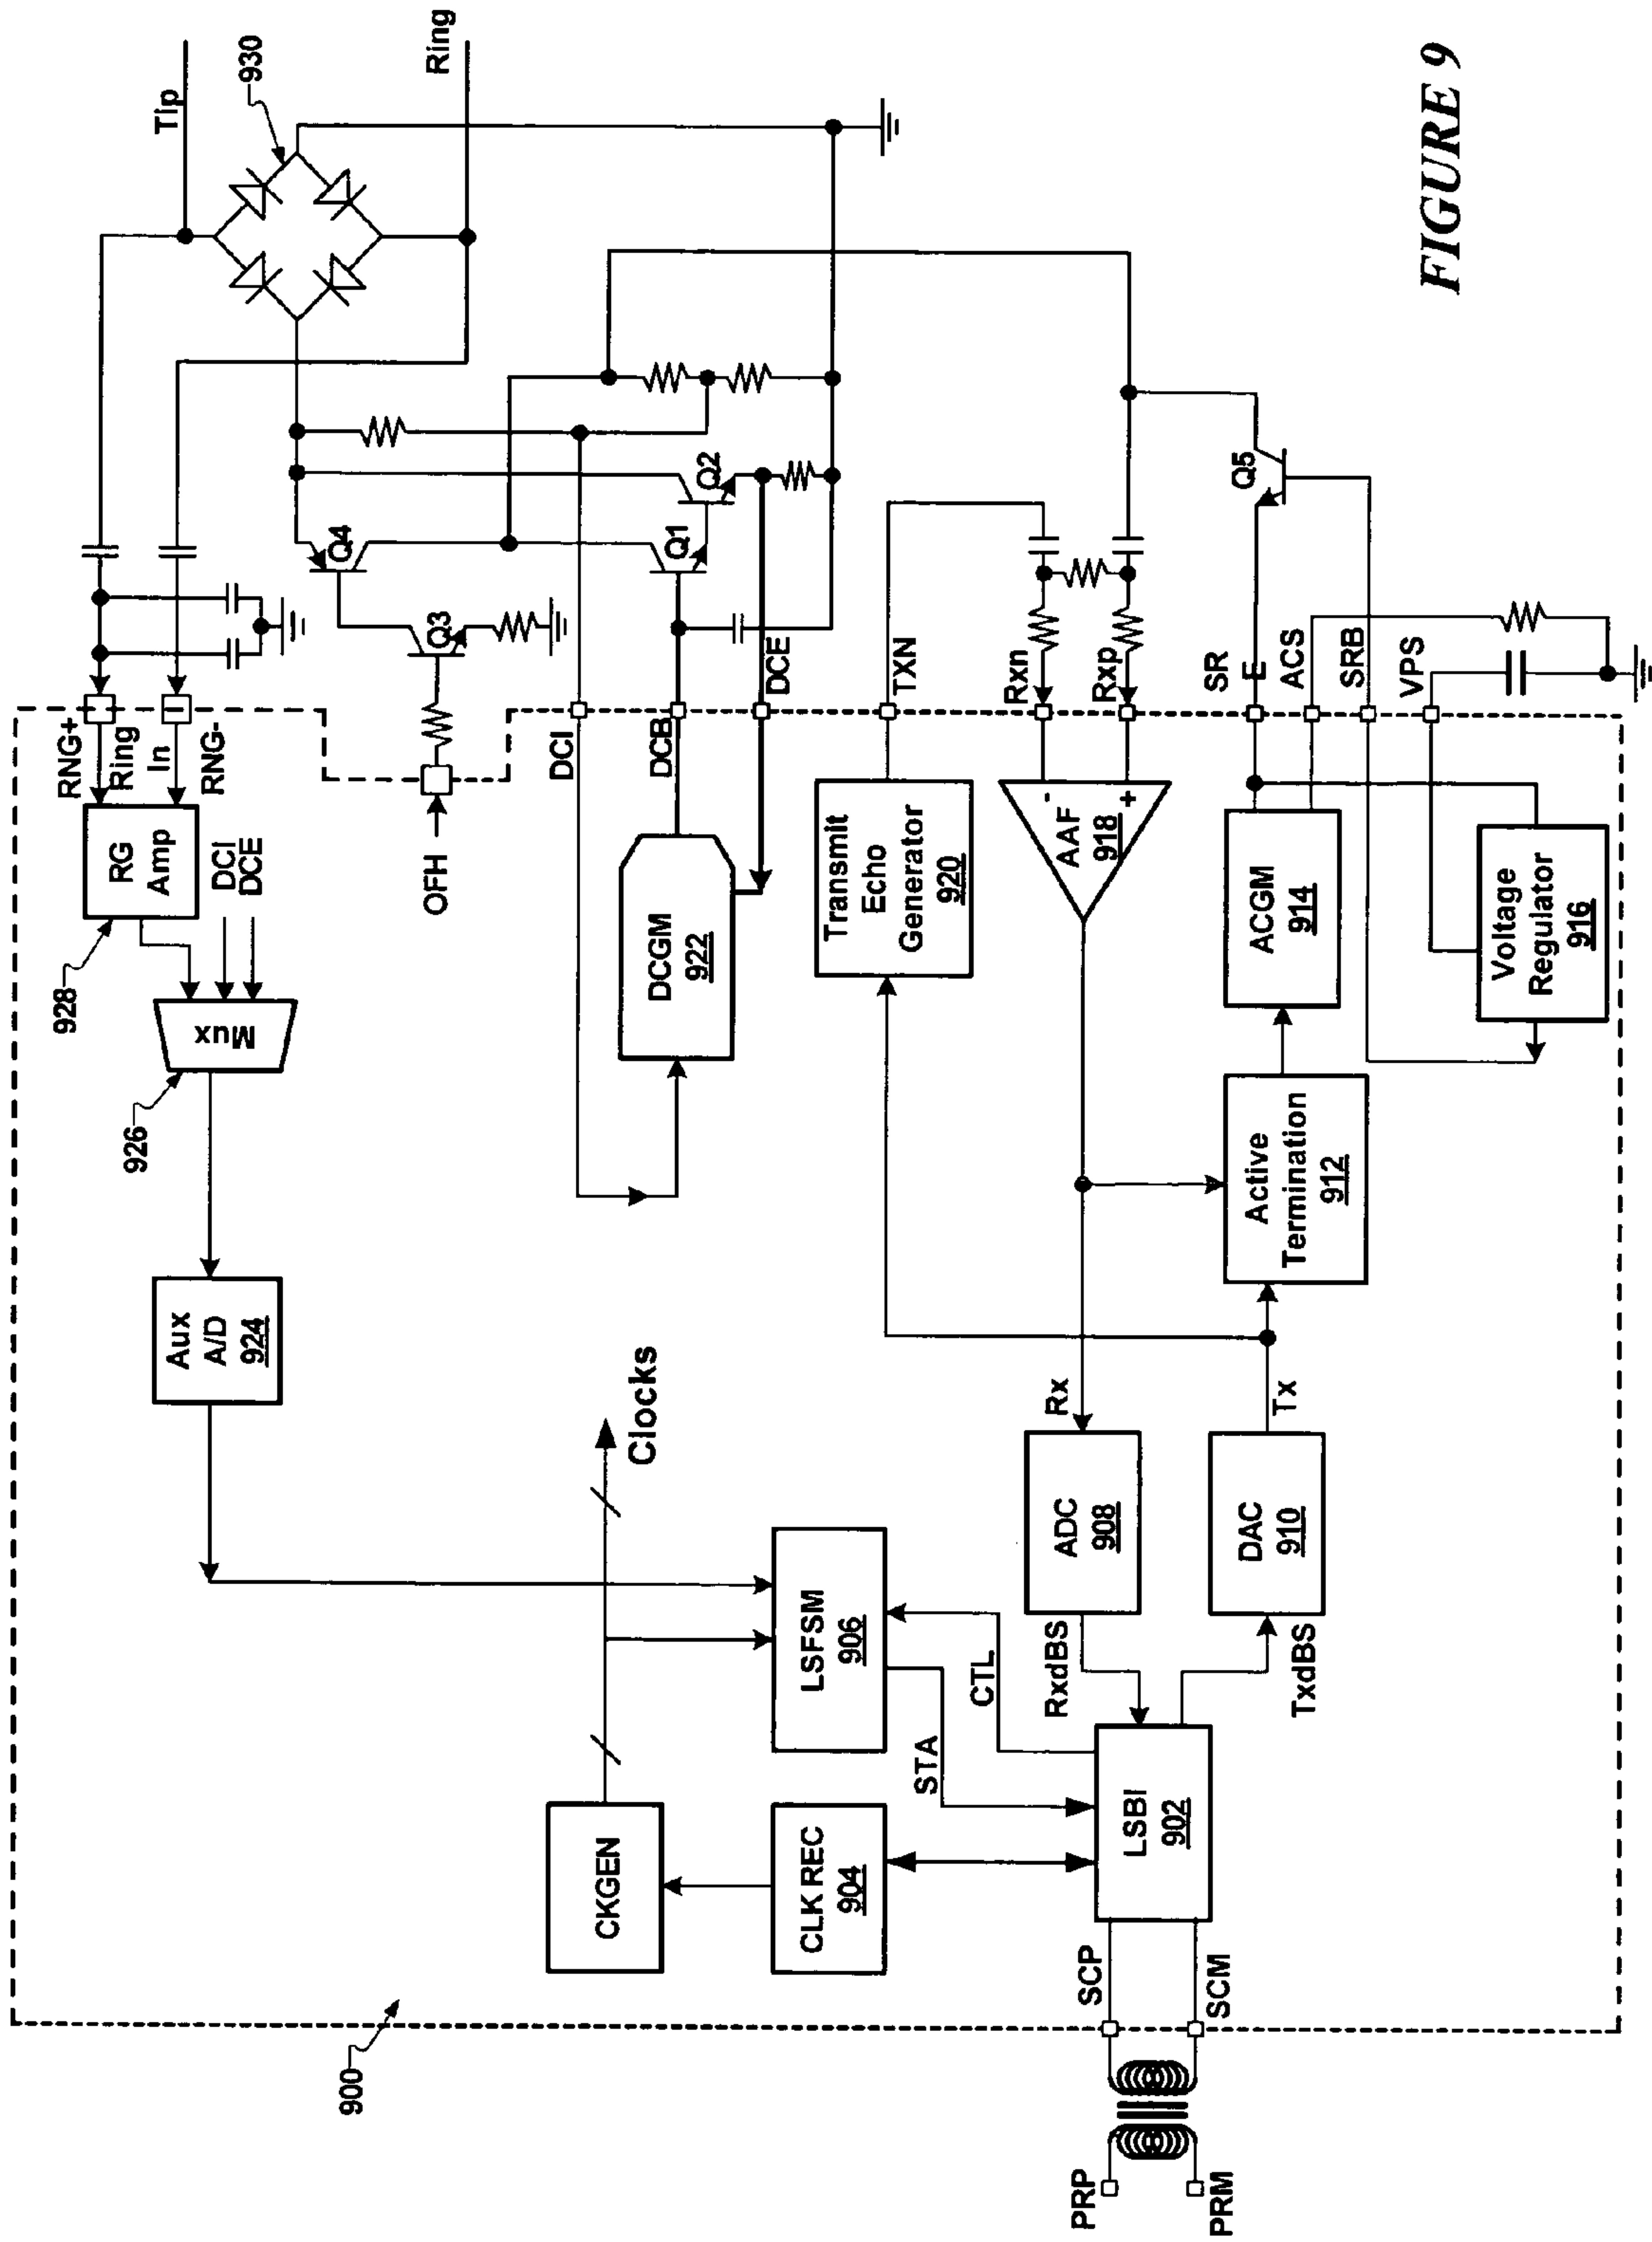 Tip
930
Ring
RNG+
Ring
In
RNG-
RG
Amp
928
DCI
DCE
Mux
926
Aux
A/D
924
Q4
Q3
OFH
Q1
Q2
DCI
DCB
DCE
DCGM
922
TXN
Transmit
Echo
Generator
920
Rxn
Rxp
-
+
AAF
918
Q5
SR
E
ACS
SRB
VPS
ACGM
914
Voltage
Regulator
916
Active
Termination
912
Clocks
Rx
Tx
ADC
908
DAC
910
RxdBS
TxdBS
LSFSM
906
CTL
STA
CKGEN
CLK REC
904
LSBI
902
SCP
SCM
900
PRP
PRM
FIGURE 9